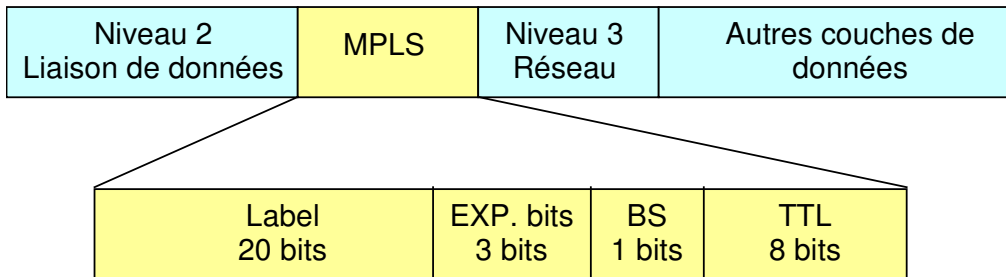 Niveau 2
Liaison de données
MPLS
Niveau 3
Réseau
Autres couches de
données
Label
20 bits
EXP. bits
3 bits
BS
1 bits
TTL
8 bits